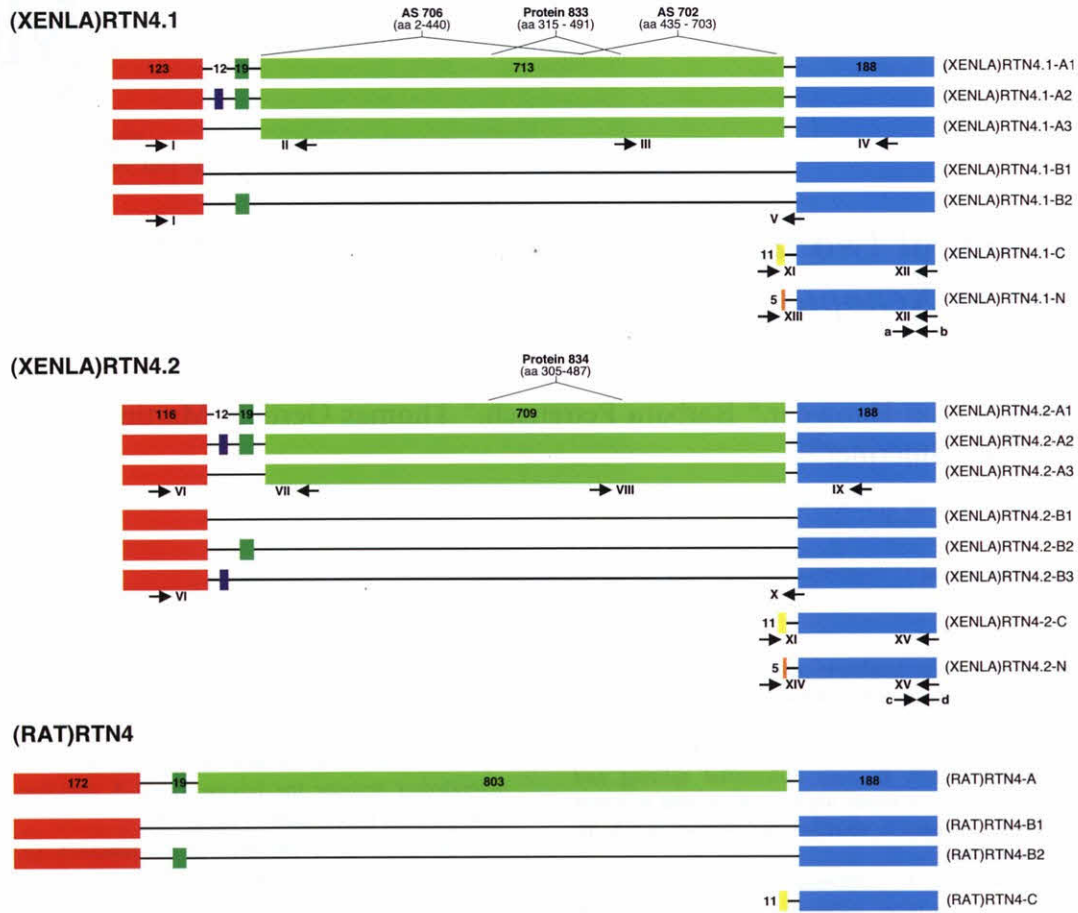 (XENLA)RTN4.1
AS 706
(aa 2-440)
Protein 833
(aa 315 - 491)
AS 702
(aa 435 - 703)
123 12 19 713 188 (XENLA)RTN4.1-A1
(XENLA)RTN4.1-A2
(XENLA)RTN4.1-A3
I II III IV
(XENLA)RTN4.1-B1
(XENLA)RTN4.1-B2
I V
11 (XENLA)RTN4.1-C
XI XII
5 (XENLA)RTN4.1-N
XIII XII
a b
(XENLA)RTN4.2
Protein 834
(aa 305-487)
116 12 19 709 188 (XENLA)RTN4.2-A1
(XENLA)RTN4.2-A2
(XENLA)RTN4.2-A3
VI VII VIII IX
(XENLA)RTN4.2-B1
(XENLA)RTN4.2-B2
(XENLA)RTN4.2-B3
VI X
11 (XENLA)RTN4-2-C
XI XV
5 (XENLA)RTN4.2-N
XIV XV
c d
(RAT)RTN4
172 19 803 188 (RAT)RTN4-A
(RAT)RTN4-B1
(RAT)RTN4-B2
11 (RAT)RTN4-C